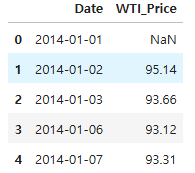 Date WTI_Price
0 2014-01-01 NaN
1 2014-01-02 95.14
2 2014-01-03 93.66
3 2014-01-06 93.12
4 2014-01-07 93.31